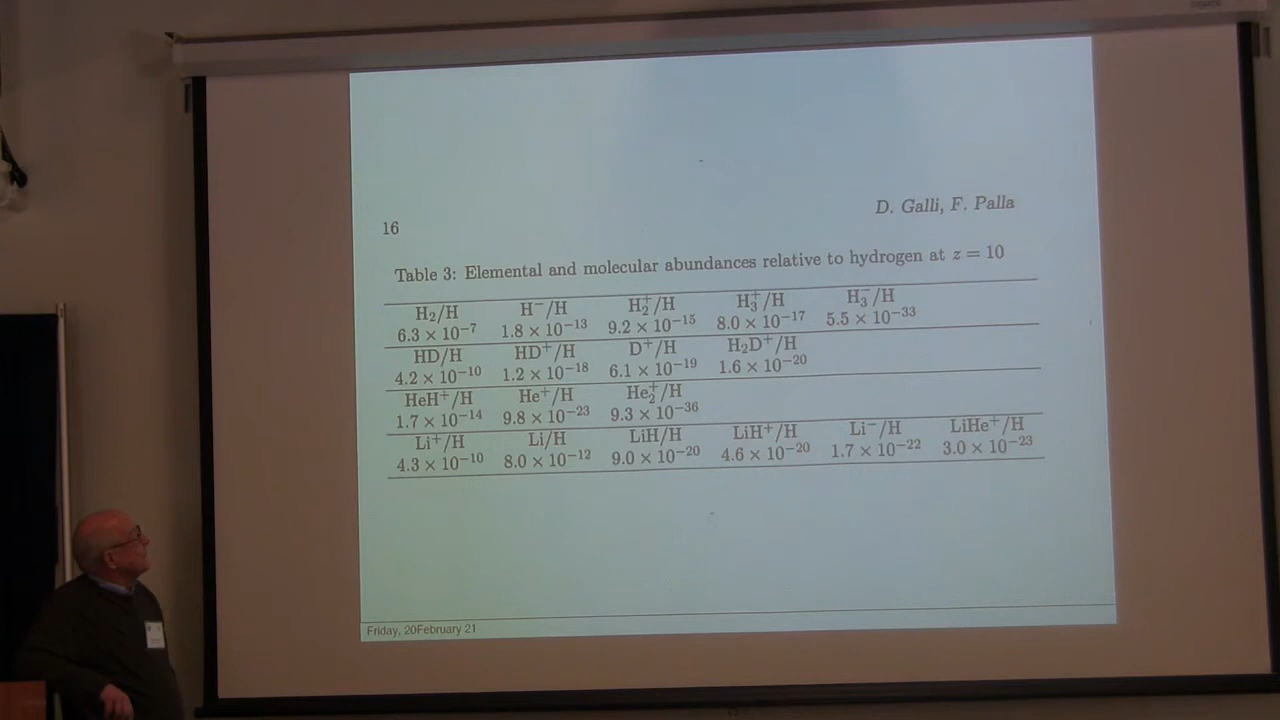 16
D. Galli, F. Palla
Table 3: Elemental and molecular abundances relative to hydrogen at z = 10
H₂/H H⁻/H H₂⁺/H H₃⁺/H H₃⁻/H
6.3 × 10⁻⁷ 1.8 × 10⁻¹³ 9.2 × 10⁻¹⁵ 8.0 × 10⁻¹⁷ 5.5 × 10⁻³³
HD/H HD⁺/H D⁺/H H₂D⁺/H
4.2 × 10⁻¹⁰ 1.2 × 10⁻¹⁸ 6.1 × 10⁻¹⁹ 1.6 × 10⁻²⁰
HeH⁺/H He⁺/H He₂⁺/H
1.7 × 10⁻¹⁴ 9.8 × 10⁻²³ 9.3 × 10⁻³⁶
Li⁺/H Li/H LiH/H LiH⁺/H Li⁻/H LiHe⁺/H
4.3 × 10⁻¹⁰ 8.0 × 10⁻¹² 9.0 × 10⁻²⁰ 4.6 × 10⁻²⁰ 1.7 × 10⁻²² 3.0 × 10⁻²³
Friday, 20February 21